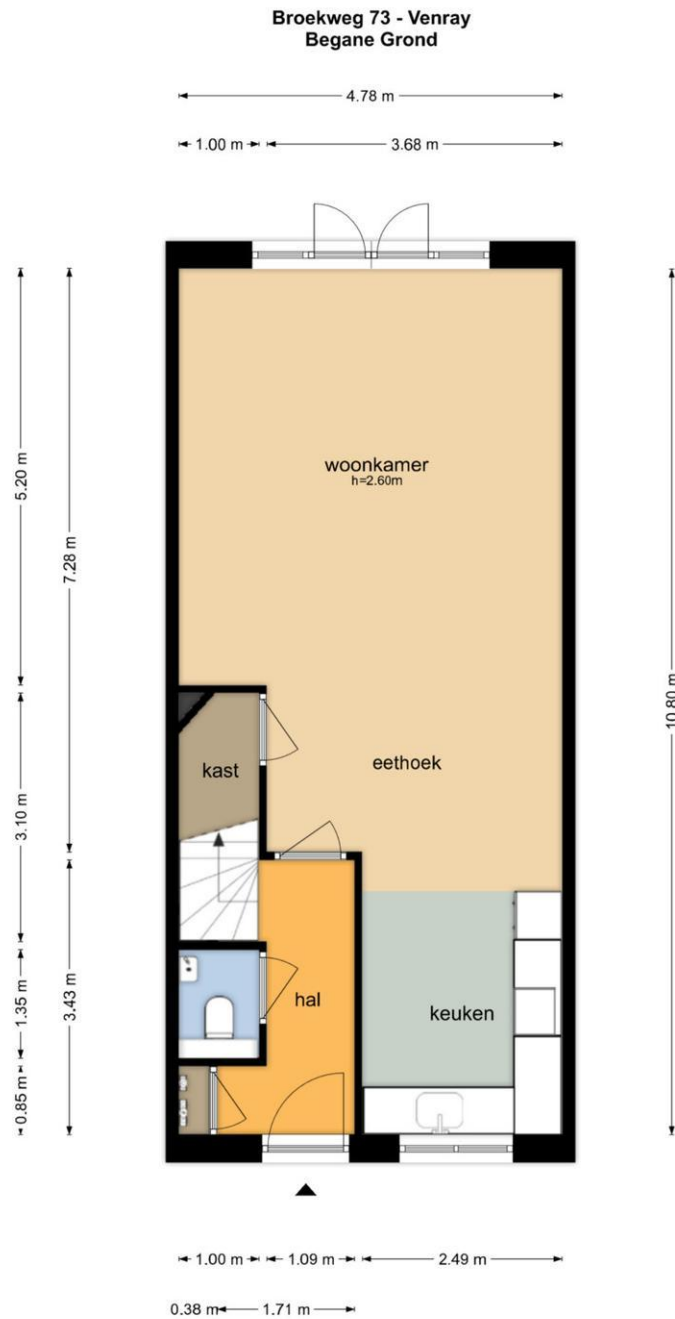 Broekweg 73 - Venray
Begane Grond
4.78 m
1.00 m
3.68 m
5.20 m
7.28 m
10.80 m
woonkamer
h=2.60m
kast
eethoek
3.10 m
3.43 m
1.35 m
0.85 m
hal
keuken
1.00 m
1.09 m
2.49 m
0.38 m
1.71 m